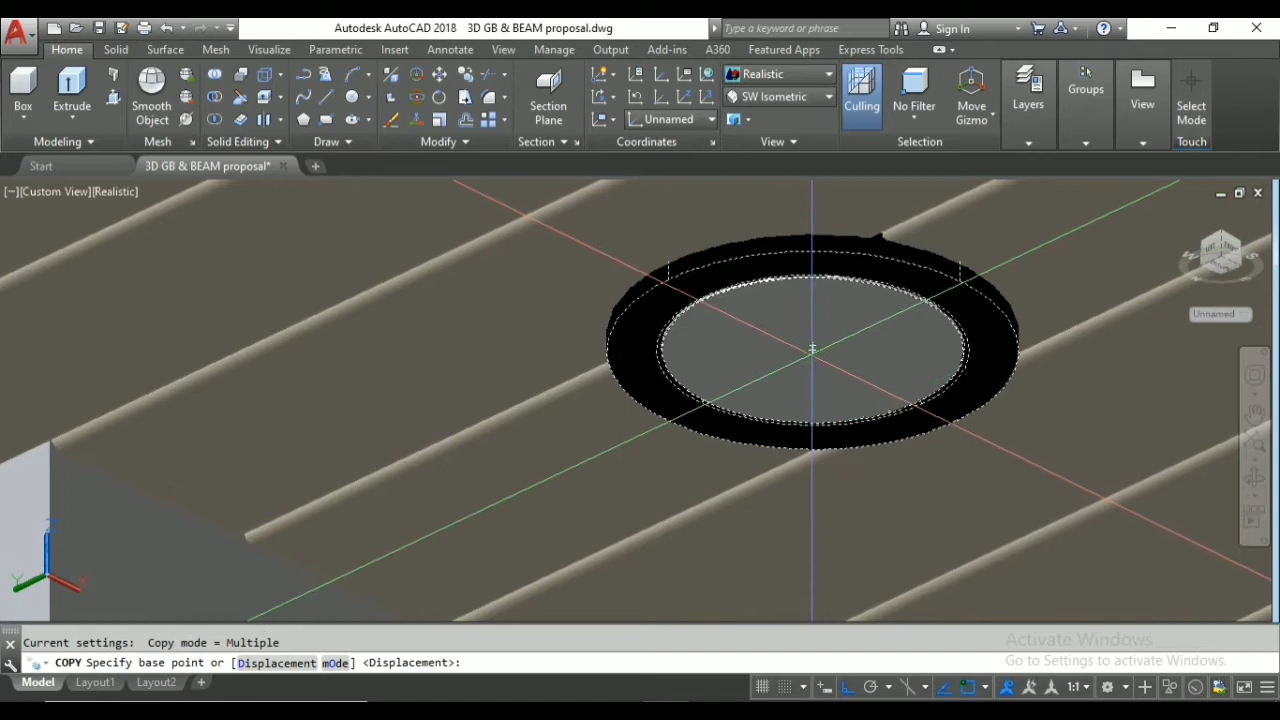 Autodesk AutoCAD 2018 3D GB & BEAM proposal.dwg
Type a keyword or phrase
Sign In
Home Solid Surface Mesh Visualize Parametric Insert Annotate View Manage Output Add-ins A360 Featured Apps Express Tools
Box
Extrude
Smooth
Object
Section
Plane
Realistic
SW Isometric
Unnamed
Culling
No Filter
Move
Gizmo
Layers
Groups
View
Select
Mode
Modeling Mesh Solid Editing Draw Modify Section Coordinates View Selection Touch
Start 3D GB & BEAM proposal*
[−][Custom View][Realistic]
W S
Unnamed
Z
Y X
Current settings: Copy mode = Multiple
COPY Specify base point or [Displacement mOde] <Displacement>:
Activate Windows
Go to Settings to activate Windows.
Model Layout1 Layout2
1:1